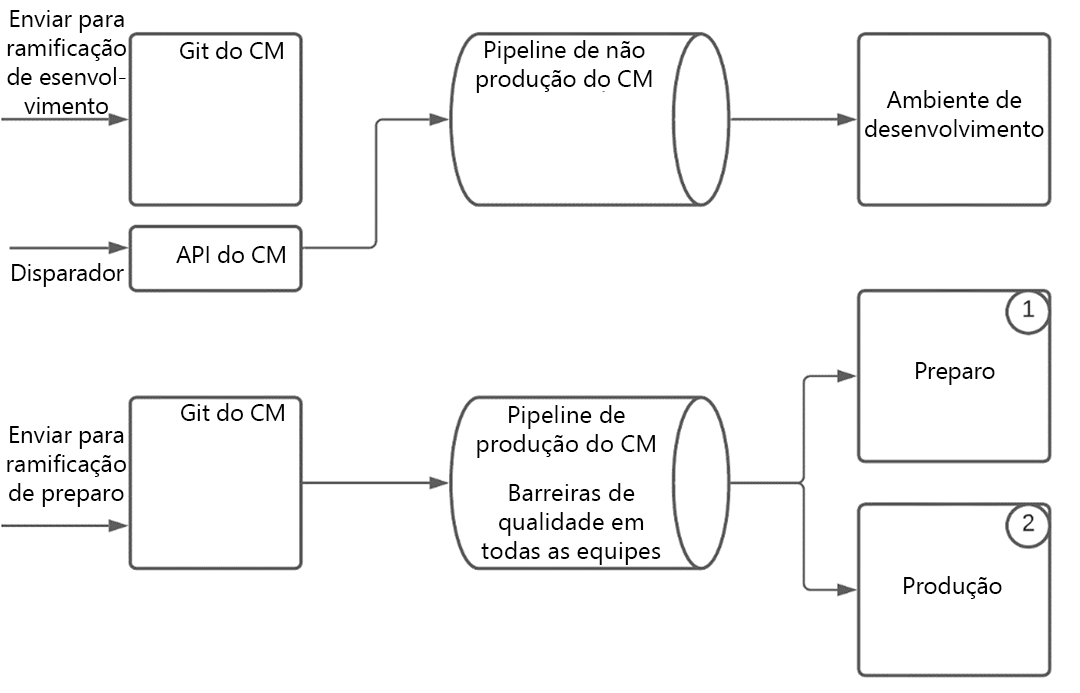 Enviar para
ramificação
de esenvol-
vimento
Git do CM
Pipeline de não
produção do CM
Ambiente de
desenvolvimento
API do CM
Disparador
1
Preparo
Enviar para
ramificação
de preparo
Git do CM
Pipeline de
produção do CM
Barreiras de
qualidade em
todas as equipes
2
Produção